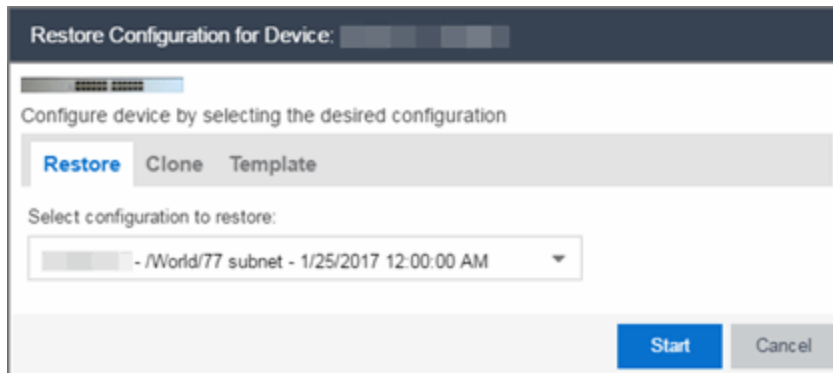 Restore Configuration for Device:
Configure device by selecting the desired configuration
Restore Clone Template
Select configuration to restore:
- /World/77 subnet - 1/25/2017 12:00:00 AM
Start Cancel